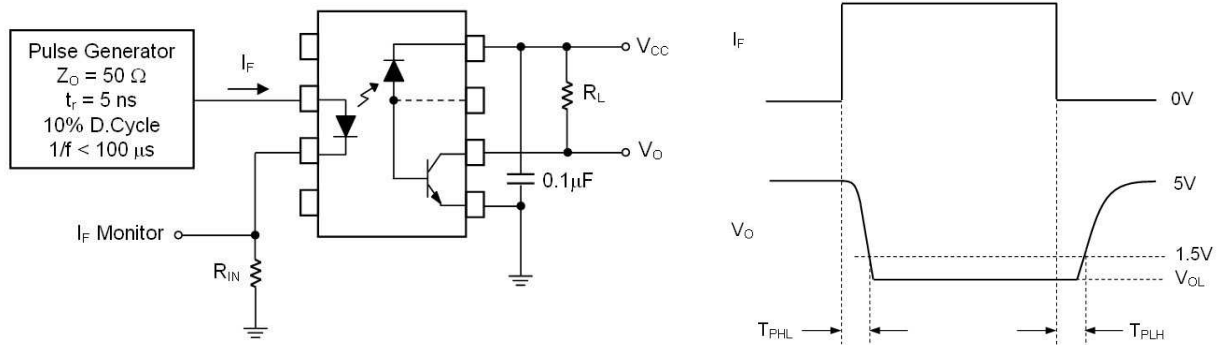 Pulse Generator
Z_O = 50 Ω
t_r = 5 ns
10% D.Cycle
1/f < 100 μs
I_F
I_F Monitor
R_IN
V_CC
R_L
V_O
0.1μF
I_F
0V
5V
V_O
1.5V
V_OL
T_PHL
T_PLH